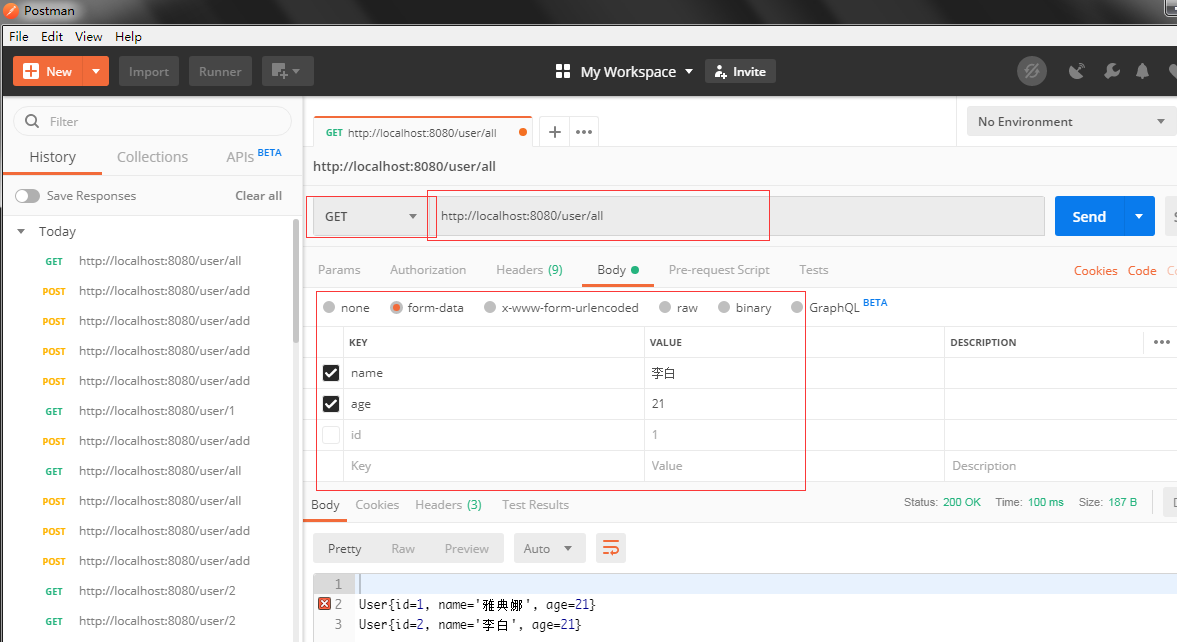 Postman
File Edit View Help
New Import Runner My Workspace Invite
Filter
History Collections APIs BETA
Save Responses Clear all
Today
GET http://localhost:8080/user/all
POST http://localhost:8080/user/add
POST http://localhost:8080/user/add
POST http://localhost:8080/user/add
POST http://localhost:8080/user/add
GET http://localhost:8080/user/1
POST http://localhost:8080/user/add
GET http://localhost:8080/user/all
POST http://localhost:8080/user/all
POST http://localhost:8080/user/add
POST http://localhost:8080/user/add
GET http://localhost:8080/user/2
GET http://localhost:8080/user/2
GET http://localhost:8080/user/all
No Environment
http://localhost:8080/user/all
GET http://localhost:8080/user/all Send
Params Authorization Headers (9) Body Pre-request Script Tests Cookies Code
none form-data x-www-form-urlencoded raw binary GraphQL BETA
KEY VALUE DESCRIPTION
name 李白
age 21
id 1
Key Value Description
Body Cookies Headers (3) Test Results Status: 200 OK Time: 100 ms Size: 187 B
Pretty Raw Preview Auto
1
2 User{id=1, name='雅典娜', age=21}
3 User{id=2, name='李白', age=21}